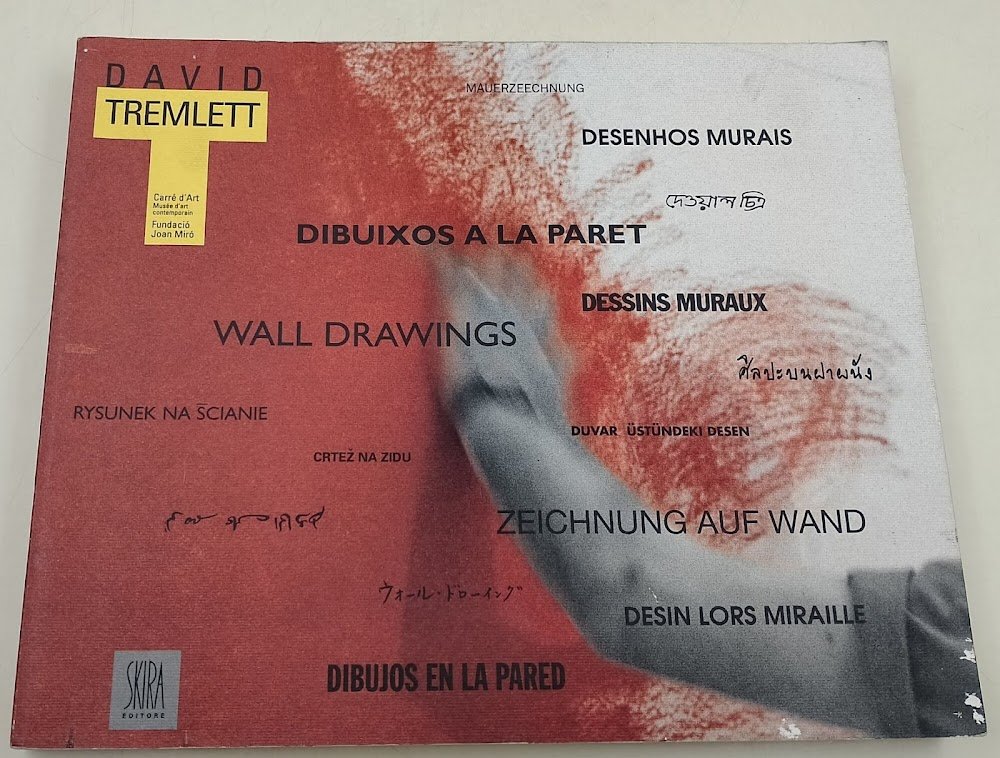 DAVID
TREMLETT
Carré d'Art
Musée d'art
contemporain
Fundació
Joan Miró
MAUERZEECHNUNG
DESENHOS MURAIS
দেওয়াল চিত্র
DIBUIXOS A LA PARET
DESSINS MURAUX
WALL DRAWINGS
ศิลปะบนฝาผนัง
RYSUNEK NA ŚCIANIE
DUVAR ÜSTÜNDEKI DESEN
CRTEŽ NA ZIDU
ZEICHNUNG AUF WAND
ウォール・ドローイング
DESIN LORS MIRAILLE
DIBUJOS EN LA PARED
SKIRA
EDITORE